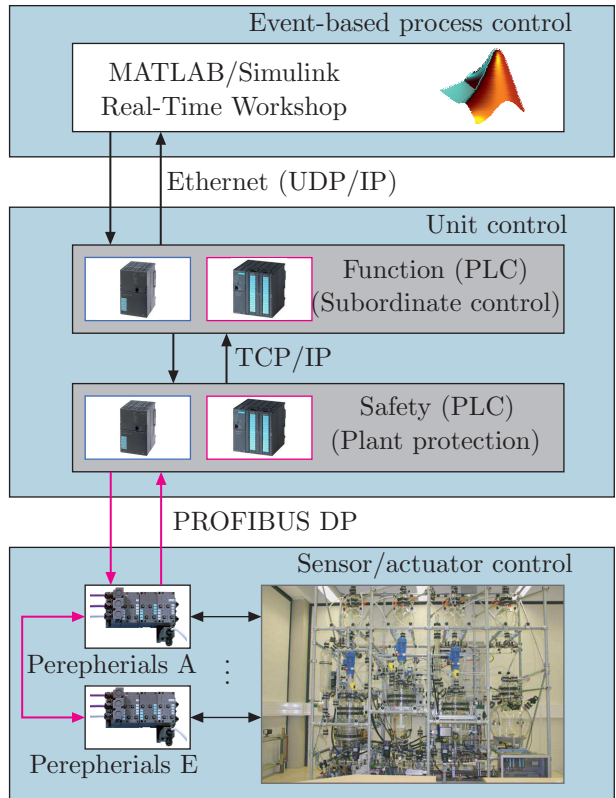 Event-based process control
MATLAB/Simulink
Real-Time Workshop
Ethernet (UDP/IP)
Unit control
Function (PLC)
(Subordinate control)
TCP/IP
Safety (PLC)
(Plant protection)
PROFIBUS DP
Sensor/actuator control
Perepherials A
Perepherials E